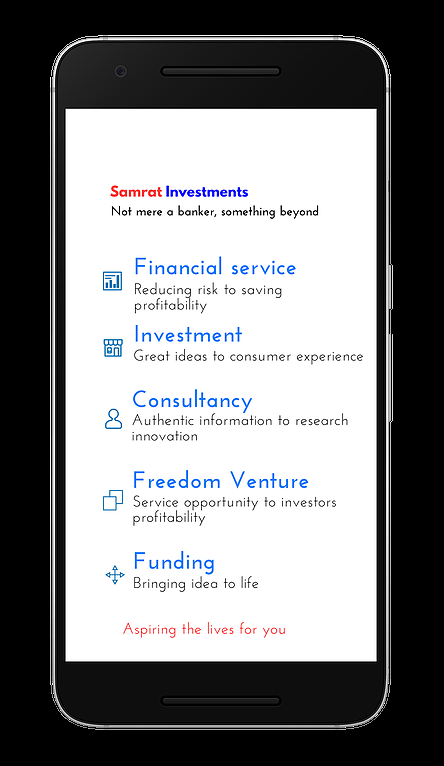 Samrat Investments
Not mere a banker, something beyond
Financial service
Reducing risk to saving
profitability
Investment
Great ideas to consumer experience
Consultancy
Authentic information to research
innovation
Freedom Venture
Service opportunity to investors
profitability
Funding
Bringing idea to life
Aspiring the lives for you